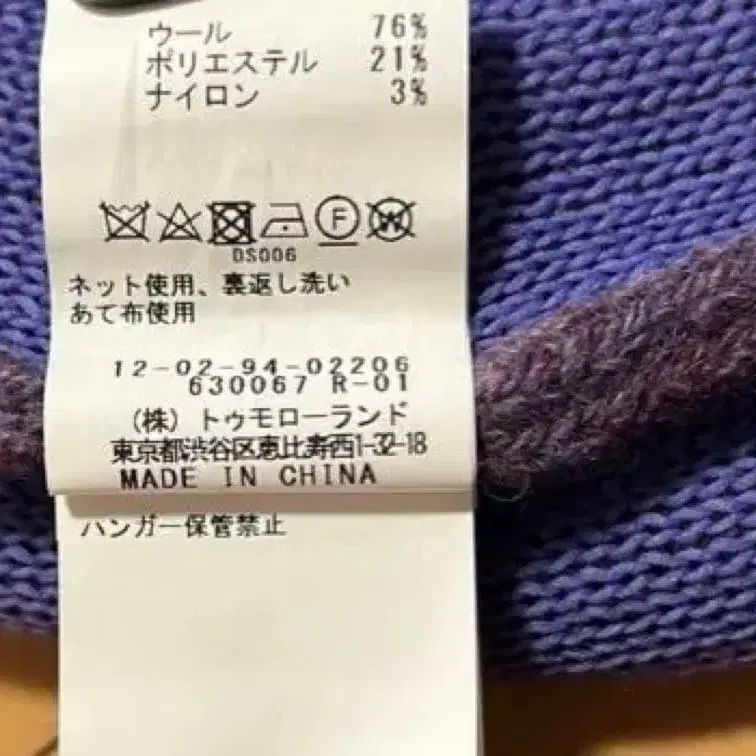 ウール 76%
ポリエステル 21%
ナイロン 3%
F W
DS006
ネット使用、裏返し洗い
あて布使用
12-02-94-02206
630067 R-01
(株) トゥモローランド
東京都渋谷区恵比寿西1-32-18
MADE IN CHINA
ハンガー保管禁止